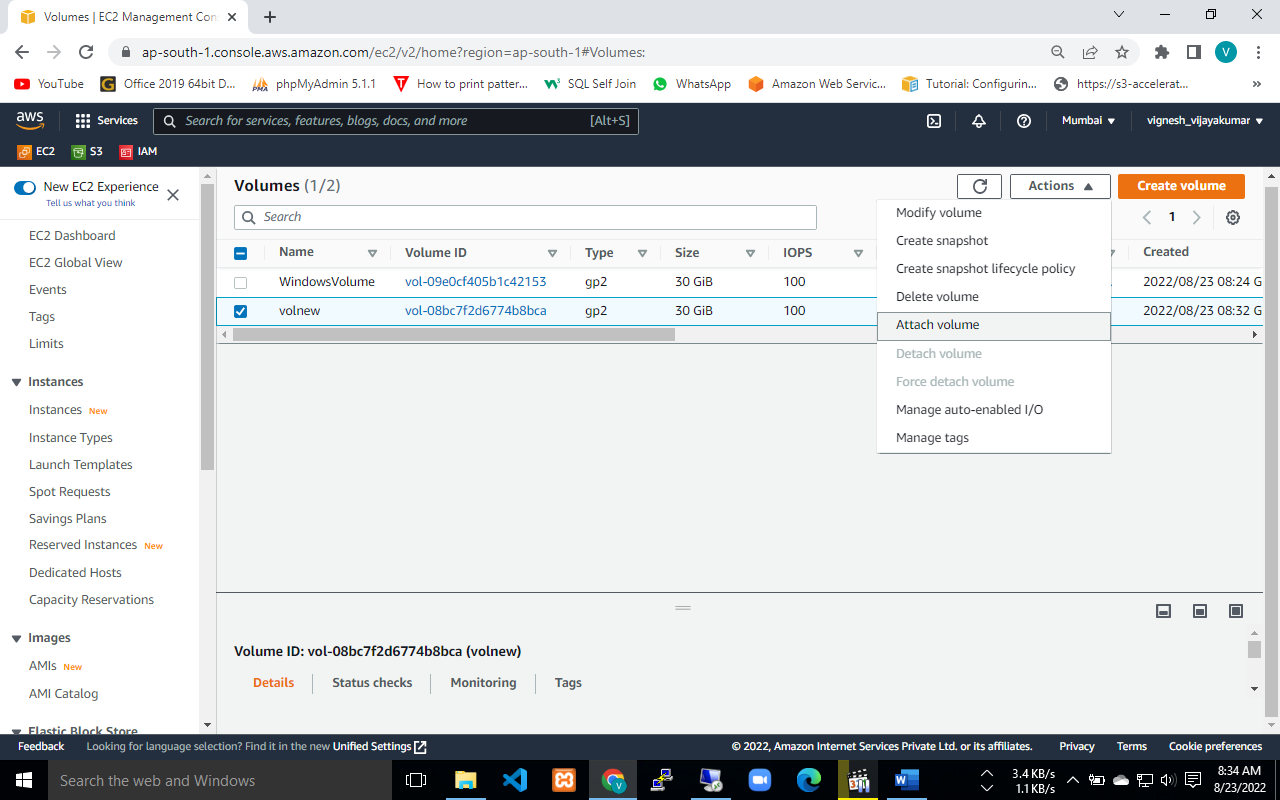 Volumes | EC2 Management Con
ap-south-1.console.aws.amazon.com/ec2/v2/home?region=ap-south-1#Volumes:
V
YouTube
Office 2019 64bit D...
phpMyAdmin 5.1.1
How to print patter...
SQL Self Join
WhatsApp
Amazon Web Servic...
Tutorial: Configurin...
https://s3-accelerat...
»
aws
Services
Search for services, features, blogs, docs, and more
[Alt+S]
Mumbai
vignesh_vijayakumar
EC2
S3
IAM
New EC2 Experience
Tell us what you think
EC2 Dashboard
EC2 Global View
Events
Tags
Limits
Instances
Instances New
Instance Types
Launch Templates
Spot Requests
Savings Plans
Reserved Instances New
Dedicated Hosts
Capacity Reservations
Images
AMIs New
AMI Catalog
Elastic Block Store
Volumes (1/2)
Actions
Create volume
Search
1
Name Volume ID Type Size IOPS Created
WindowsVolume vol-09e0cf405b1c42153 gp2 30 GiB 100 2022/08/23 08:24 G
volnew vol-08bc7f2d6774b8bca gp2 30 GiB 100 2022/08/23 08:32 G
Modify volume
Create snapshot
Create snapshot lifecycle policy
Delete volume
Attach volume
Detach volume
Force detach volume
Manage auto-enabled I/O
Manage tags
Volume ID: vol-08bc7f2d6774b8bca (volnew)
Details
Status checks
Monitoring
Tags
Feedback
Looking for language selection? Find it in the new Unified Settings
© 2022, Amazon Internet Services Private Ltd. or its affiliates.
Privacy
Terms
Cookie preferences
Search the web and Windows
3.4 KB/s
1.1 KB/s
8:34 AM
8/23/2022